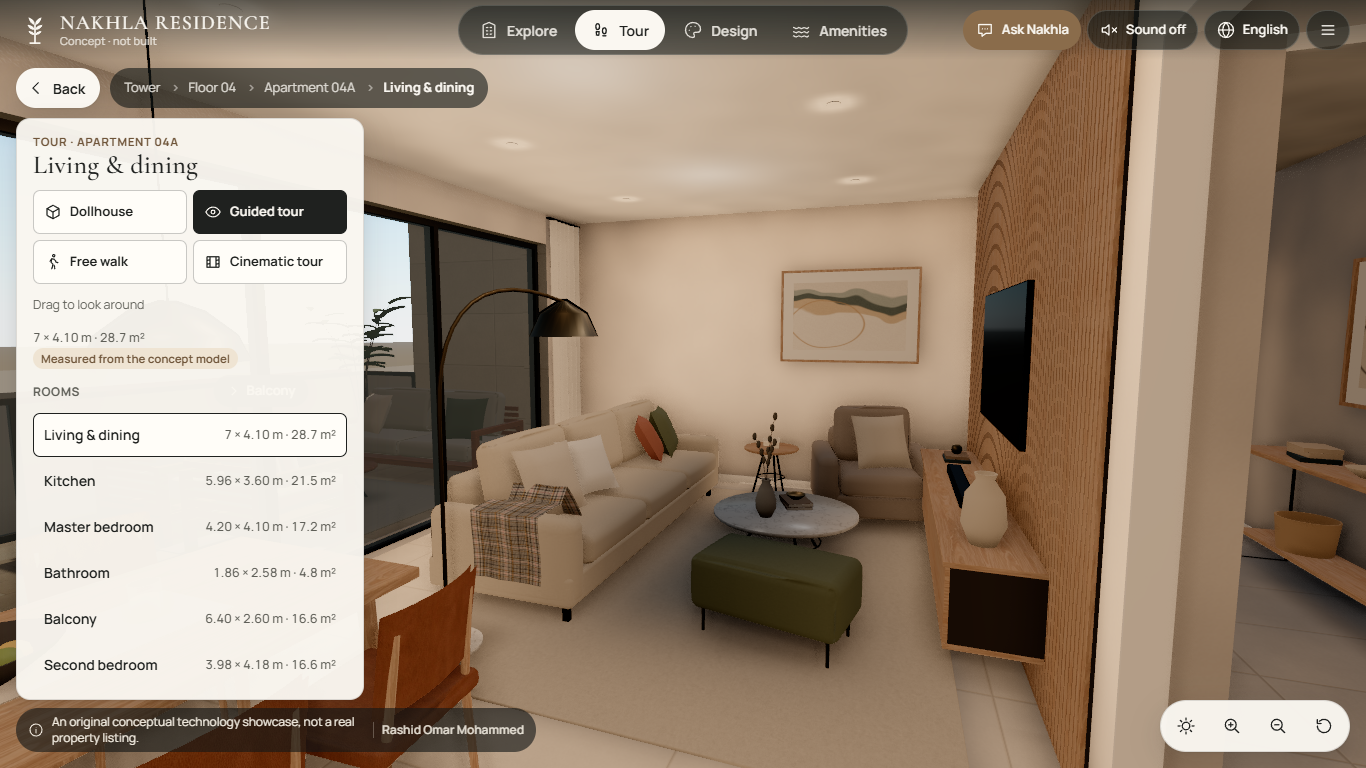 NAKHLA RESIDENCE
Concept · not built
Explore
Tour
Design
Amenities
Ask Nakhla
Sound off
English
Back
Tower > Floor 04 > Apartment 04A > Living & dining
TOUR · APARTMENT 04A
Living & dining
Dollhouse
Guided tour
Free walk
Cinematic tour
Drag to look around
7 × 4.10 m · 28.7 m²
Measured from the concept model
Balcony
ROOMS
Living & dining 7 × 4.10 m · 28.7 m²
Kitchen 5.96 × 3.60 m · 21.5 m²
Master bedroom 4.20 × 4.10 m · 17.2 m²
Bathroom 1.86 × 2.58 m · 4.8 m²
Balcony 6.40 × 2.60 m · 16.6 m²
Second bedroom 3.98 × 4.18 m · 16.6 m²
An original conceptual technology showcase, not a real
property listing.
Rashid Omar Mohammed